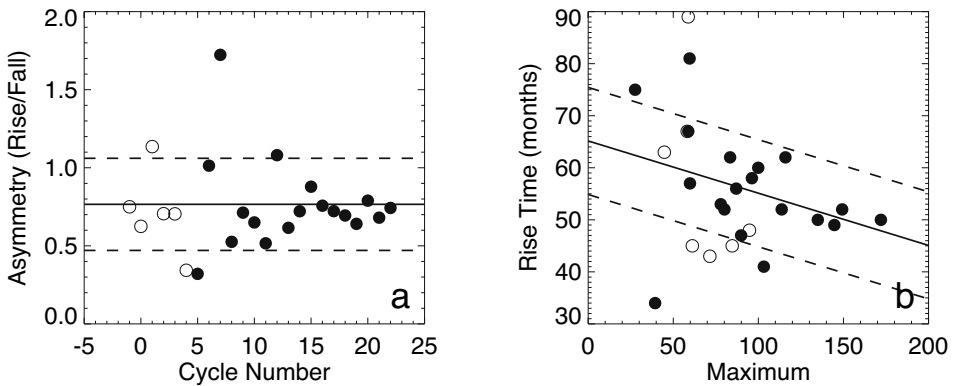 2.0
1.5
1.0
0.5
0.0
Asymmetry (Rise/Fall)
-5 0 5 10 15 20 25
Cycle Number
a
90
80
70
60
50
40
30
Rise Time (months)
0 50 100 150 200
Maximum
b